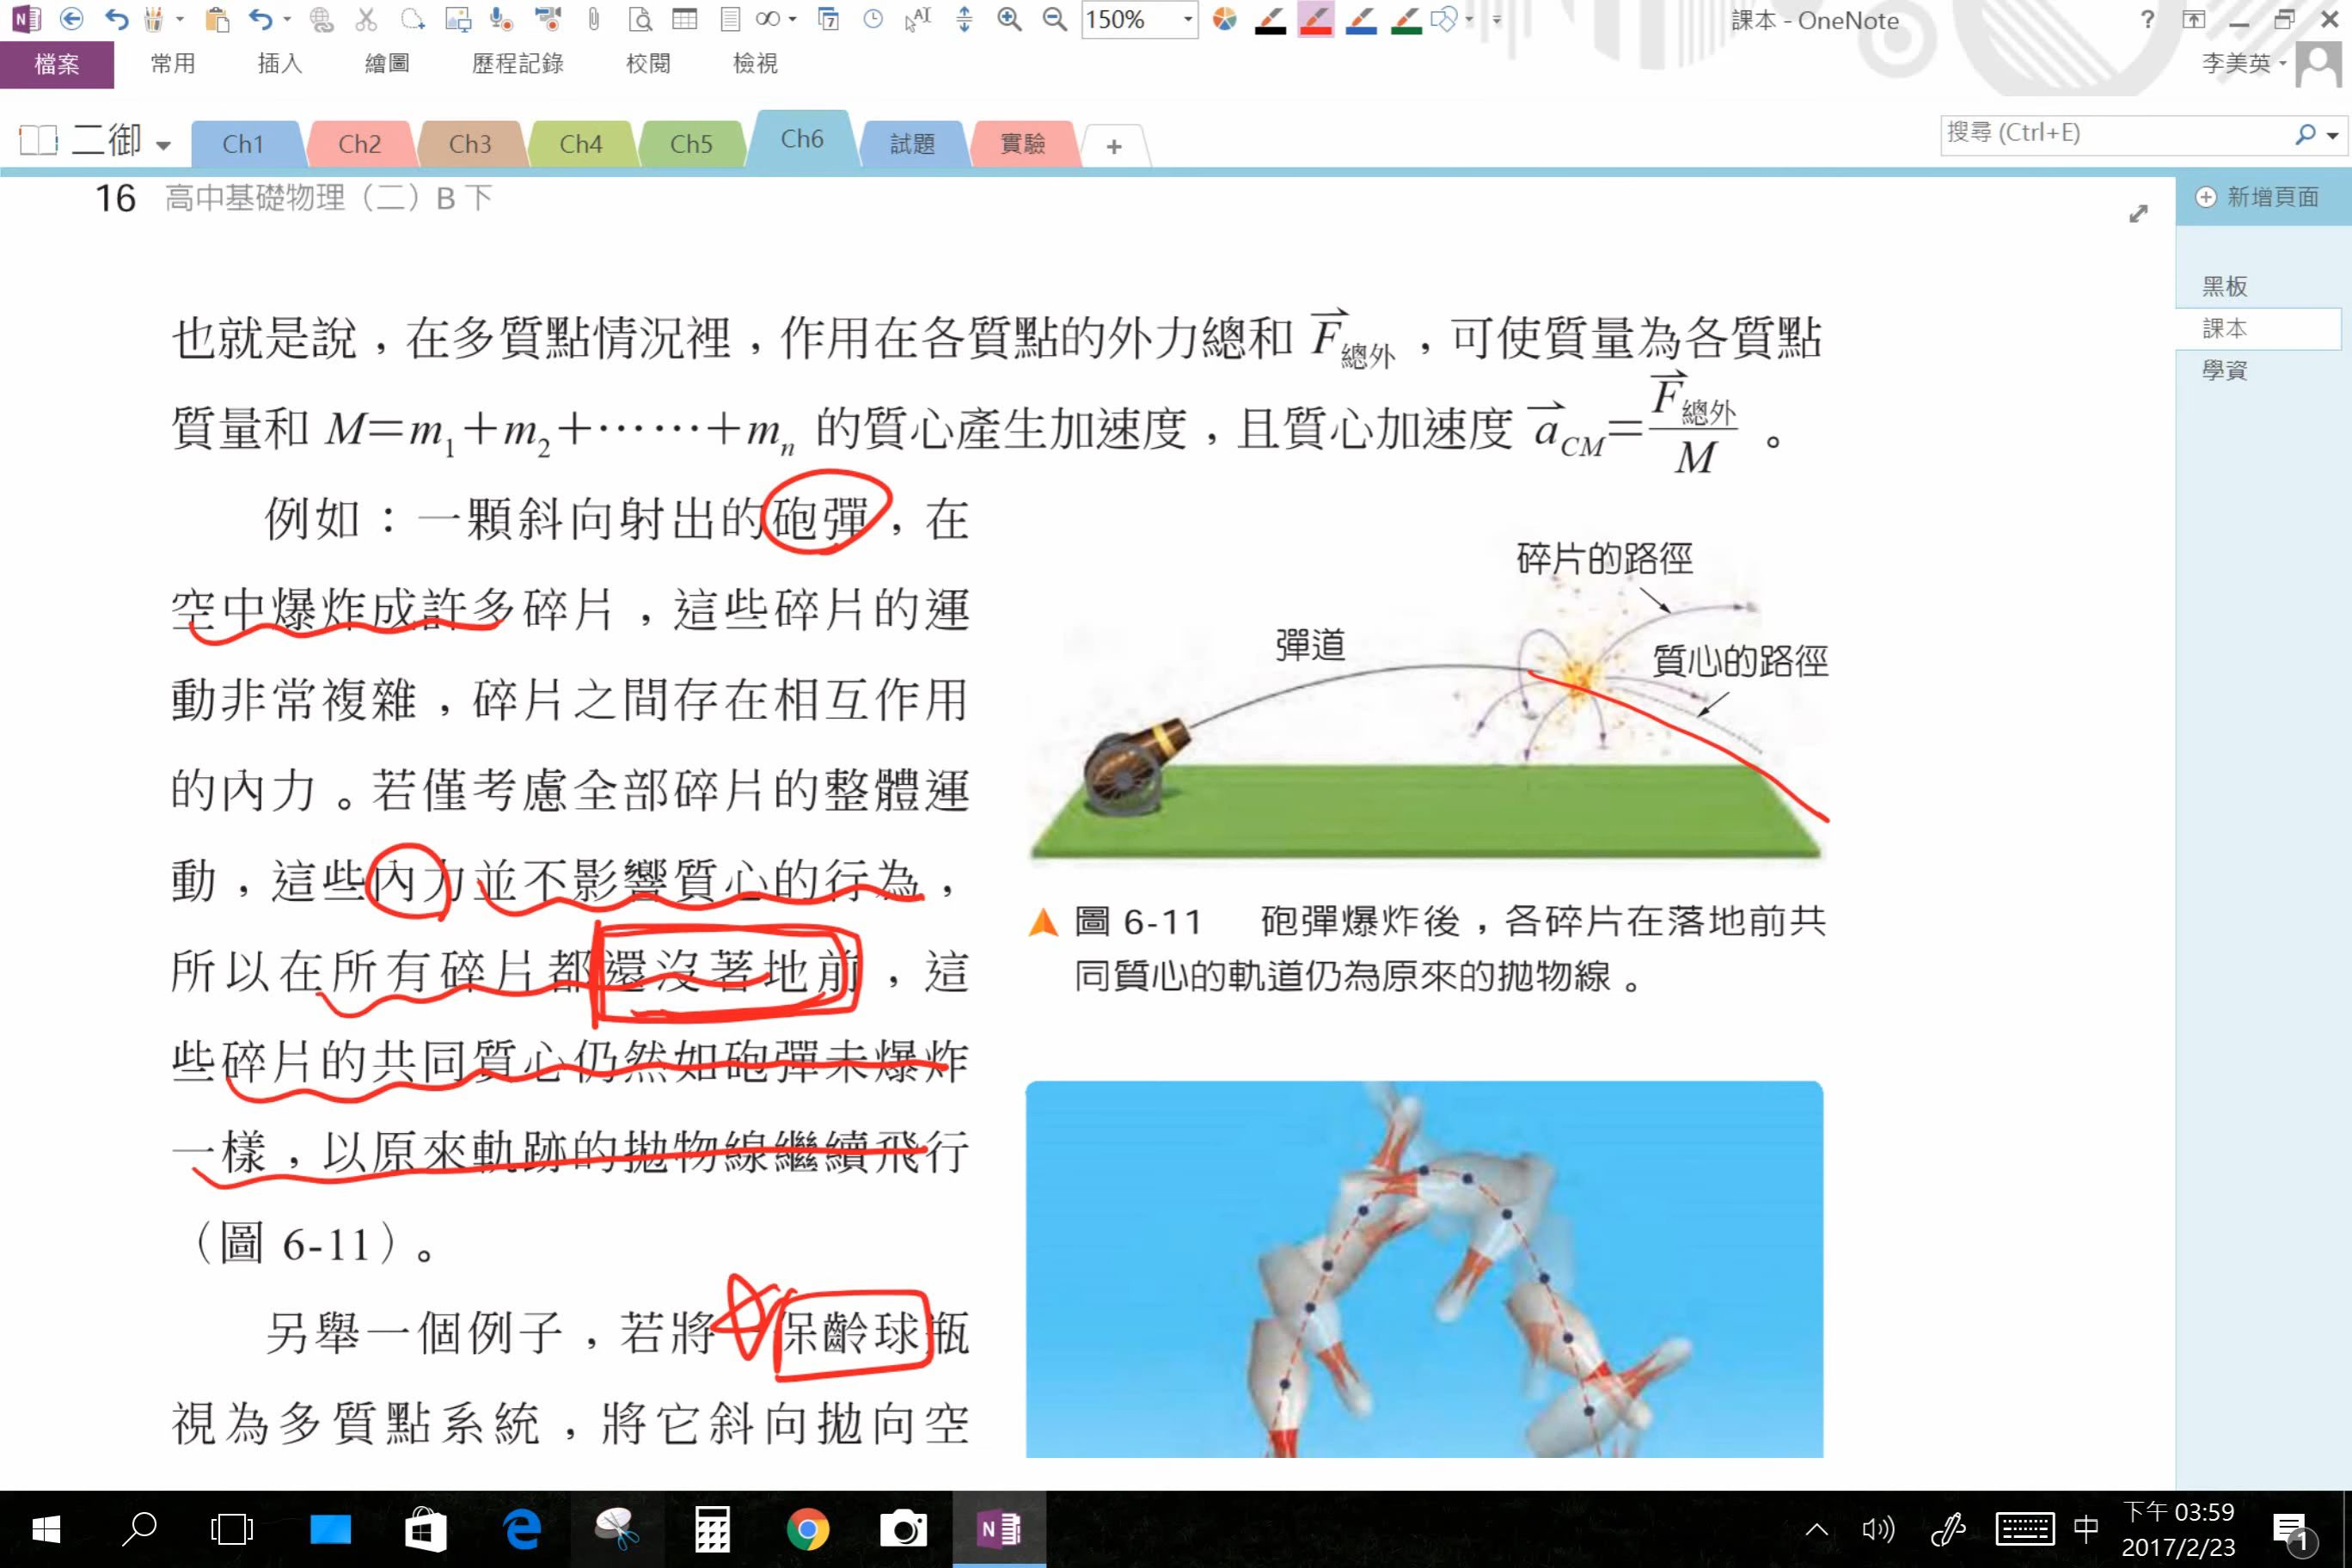 150%
課本 - OneNote
?
檔案
常用
插入
繪圖
歷程記錄
校閱
檢視
李美英
二御
Ch1
Ch2
Ch3
Ch4
Ch5
Ch6
試題
實驗
+
搜尋 (Ctrl+E)
新增頁面
黑板
課本
學資
16 高中基礎物理（二）B 下
也就是說，在多質點情況裡，作用在各質點的外力總和 F總外，可使質量為各質點
質量和 M=m1+m2+⋯⋯+mn 的質心產生加速度，且質心加速度 aCM=F總外/M。
例如：一顆斜向射出的砲彈，在
空中爆炸成許多碎片，這些碎片的運
動非常複雜，碎片之間存在相互作用
的內力。若僅考慮全部碎片的整體運
動，這些內力並不影響質心的行為，
所以在所有碎片都還沒著地前，這
些碎片的共同質心仍然如砲彈未爆炸
一樣，以原來軌跡的拋物線繼續飛行
（圖 6-11）。
另舉一個例子，若將保齡球瓶
視為多質點系統，將它斜向拋向空
碎片的路徑
彈道
質心的路徑
圖 6-11 砲彈爆炸後，各碎片在落地前共
同質心的軌道仍為原來的拋物線。
中
下午 03:59
2017/2/23
1